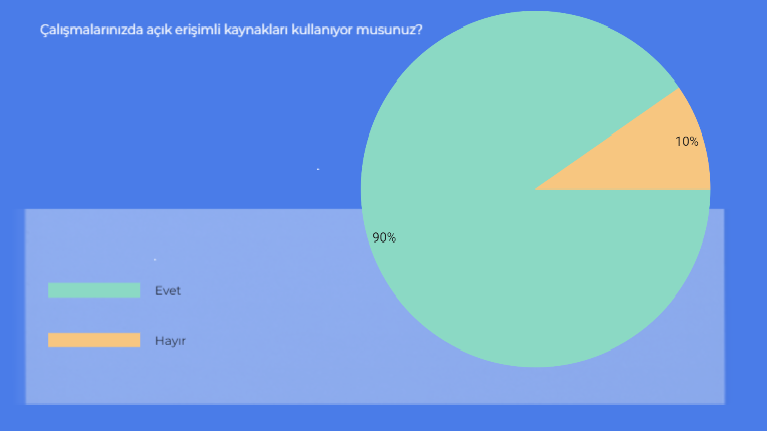 Çalışmalarınızda açık erişimli kaynakları kullanıyor musunuz?
10%
90%
Evet
Hayır